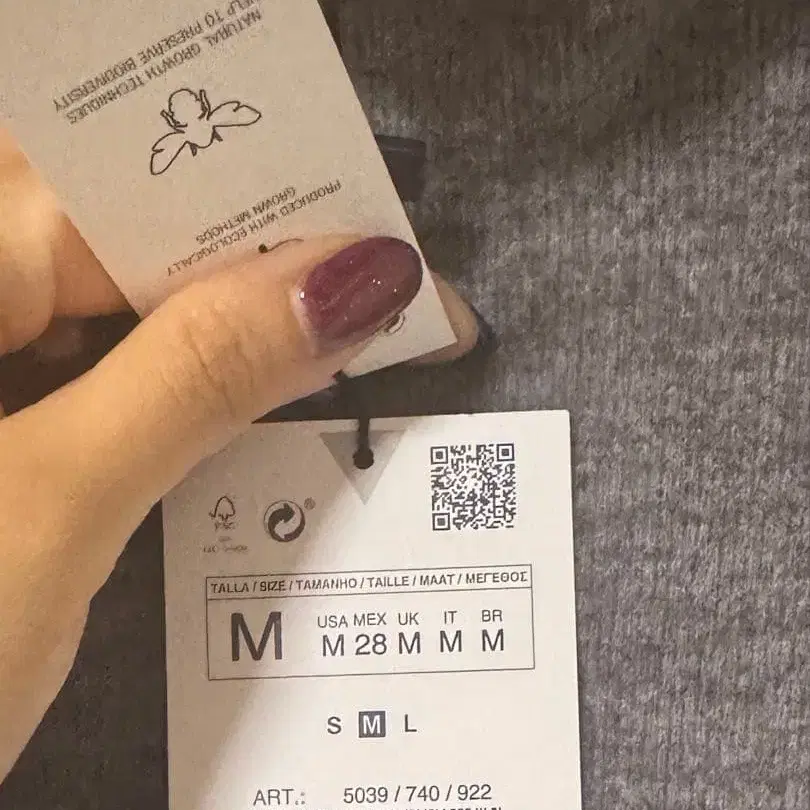 NATURAL GROWTH TECHNIQUES
HELP TO PRESERVE BIODIVERSITY
PRODUCED WITH ECOLOGICALLY
GROWN METHODS
®
TALLA / SIZE / TAMANHO / TAILLE / MAAT / ΜΕΓΕΘΟΣ
M
USA MEX UK IT BR
M 28 M M M
S M L
ART.: 5039 / 740 / 922